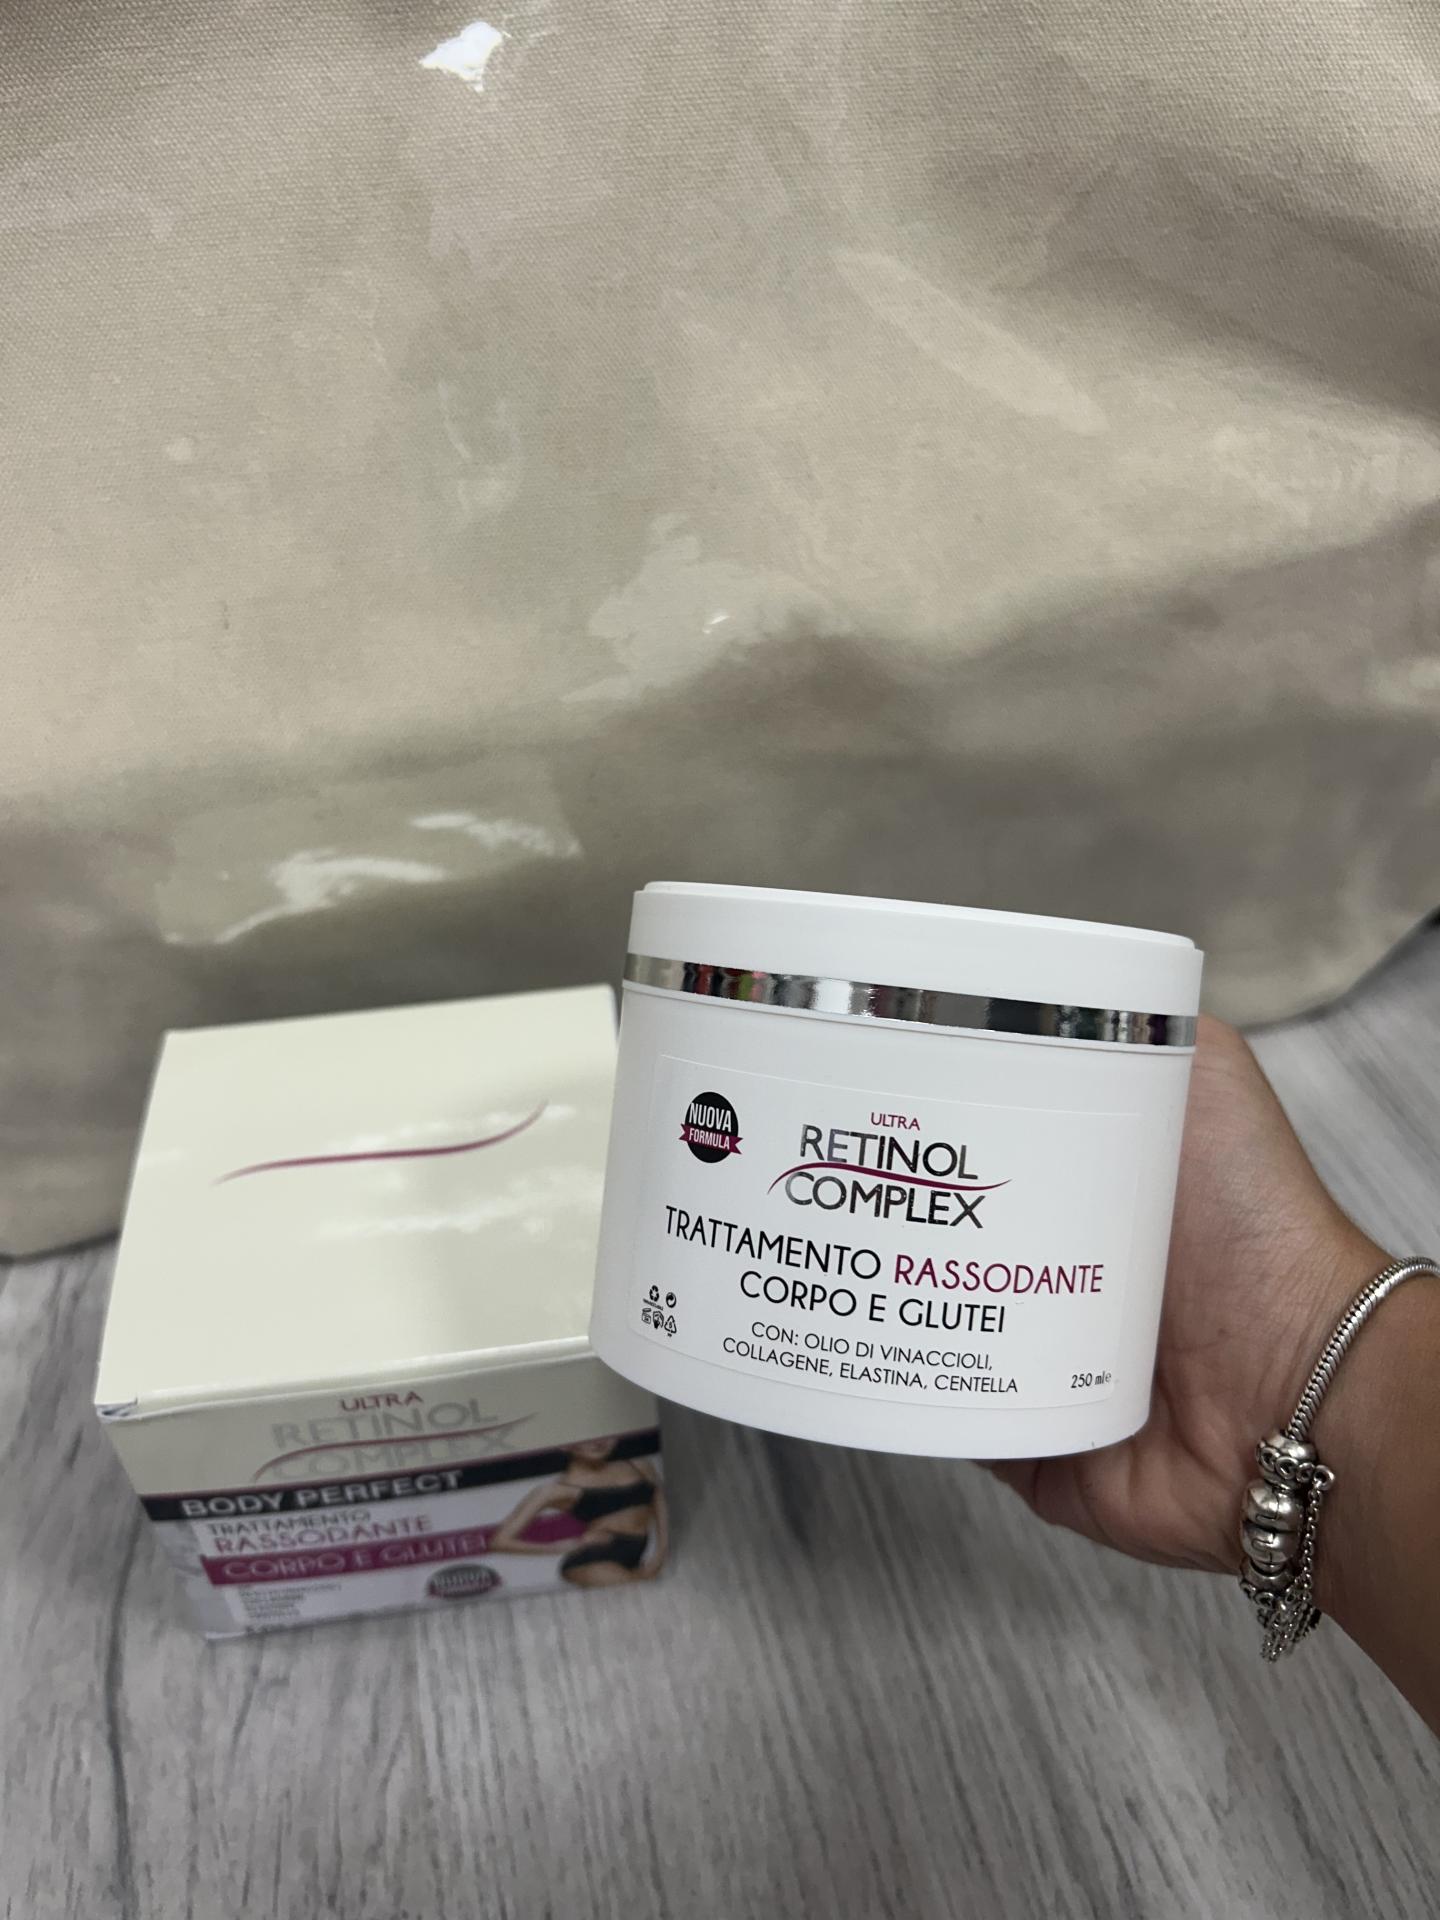 NUOVA
FORMULA
ULTRA
RETINOL
COMPLEX
TRATTAMENTO RASSODANTE
CORPO E GLUTEI
CON: OLIO DI VINACCIOLI,
COLLAGENE, ELASTINA, CENTELLA
250 ml e
ULTRA
RETINOL
COMPLEX
BODY PERFECT
TRATTAMENTO
RASSODANTE
CORPO E GLUTEI
NUOVA